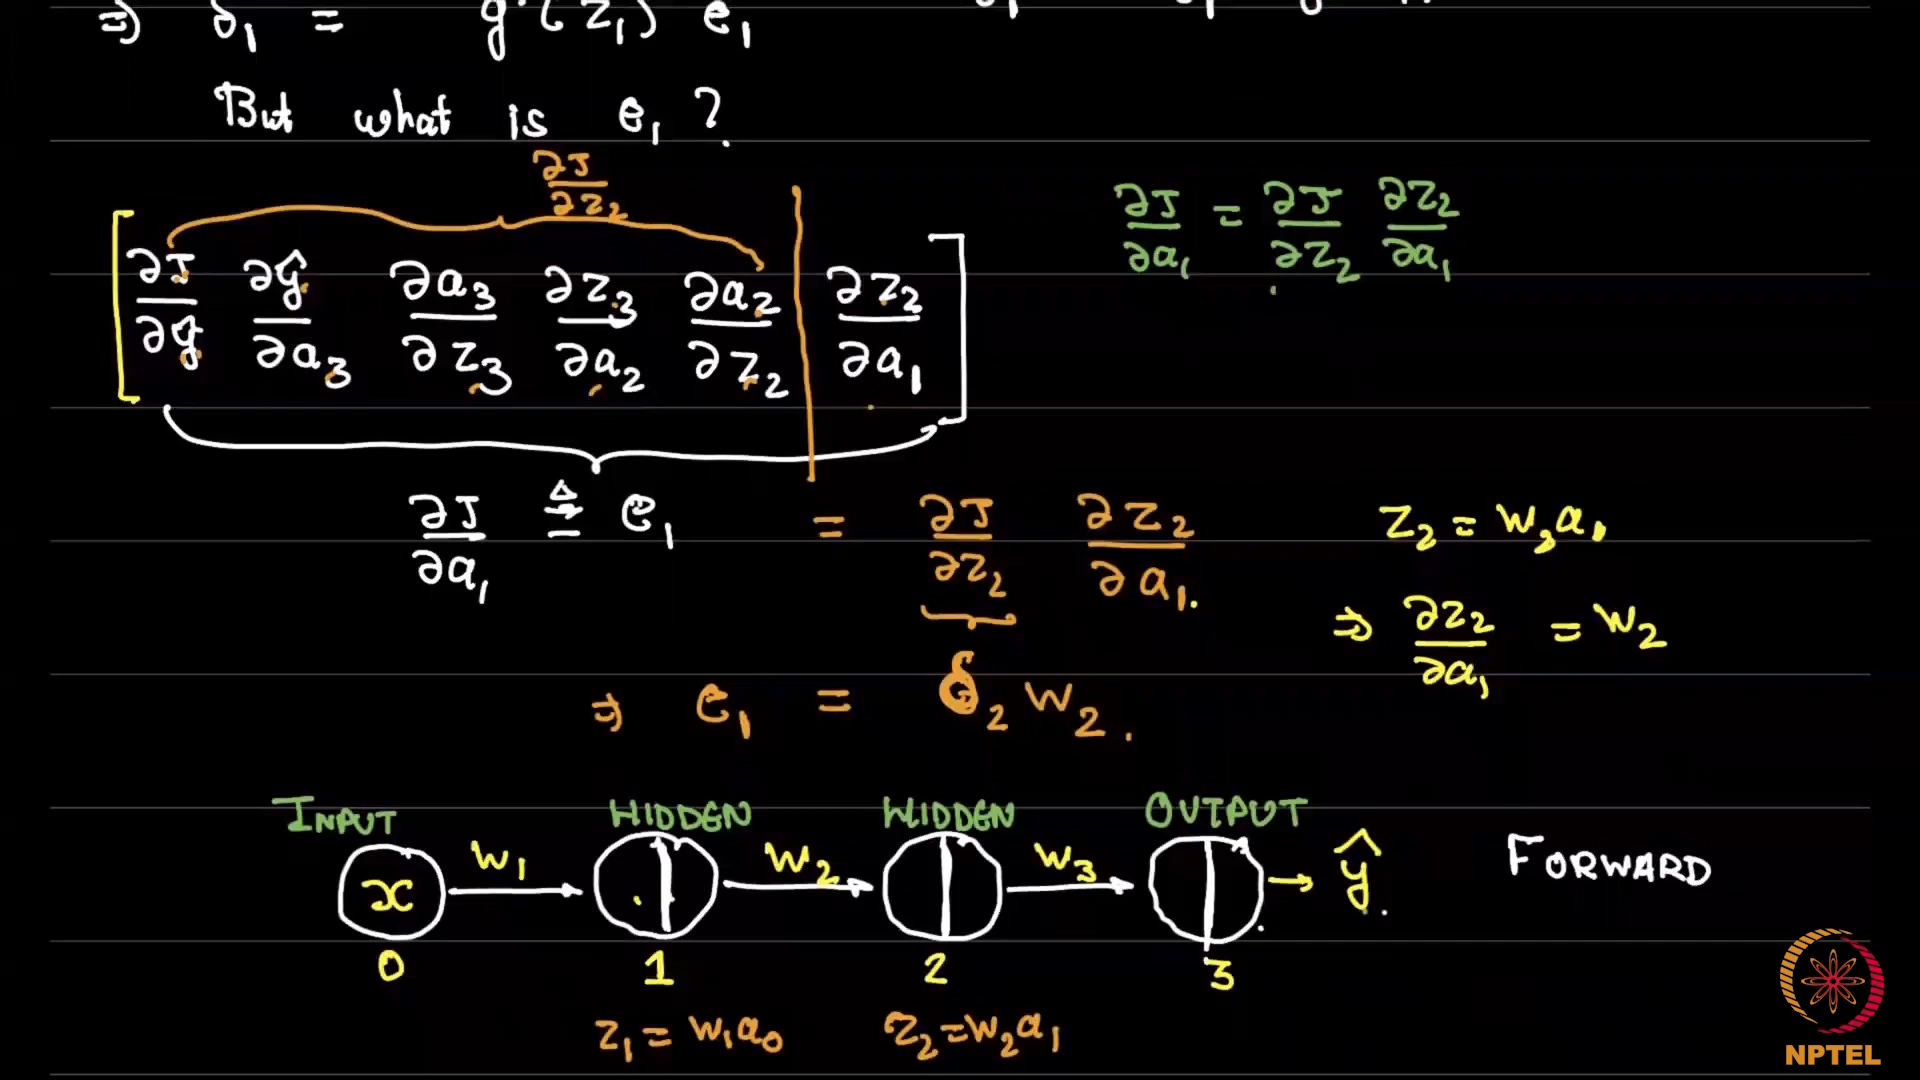 ⇒ δ₁ = g'(z₁) e₁
But what is e₁ ?
∂J/∂z₂
[ ∂J/∂ŷ ∂ŷ/∂a₃ ∂a₃/∂z₃ ∂z₃/∂a₂ ∂a₂/∂z₂ | ∂z₂/∂a₁ ]
∂J/∂a₁ = ∂J/∂z₂ ∂z₂/∂a₁
∂J/∂a₁ ≜ e₁ = ∂J/∂z₂ ∂z₂/∂a₁.
z₂ = w₂a₁
⇒ ∂z₂/∂a₁ = w₂
⇒ e₁ = δ₂ w₂.
INPUT HIDDEN HIDDEN OUTPUT
x w₁ w₂ w₃ → ŷ FORWARD
0 1 2 3
z₁ = w₁a₀ z₂ = w₂a₁
NPTEL